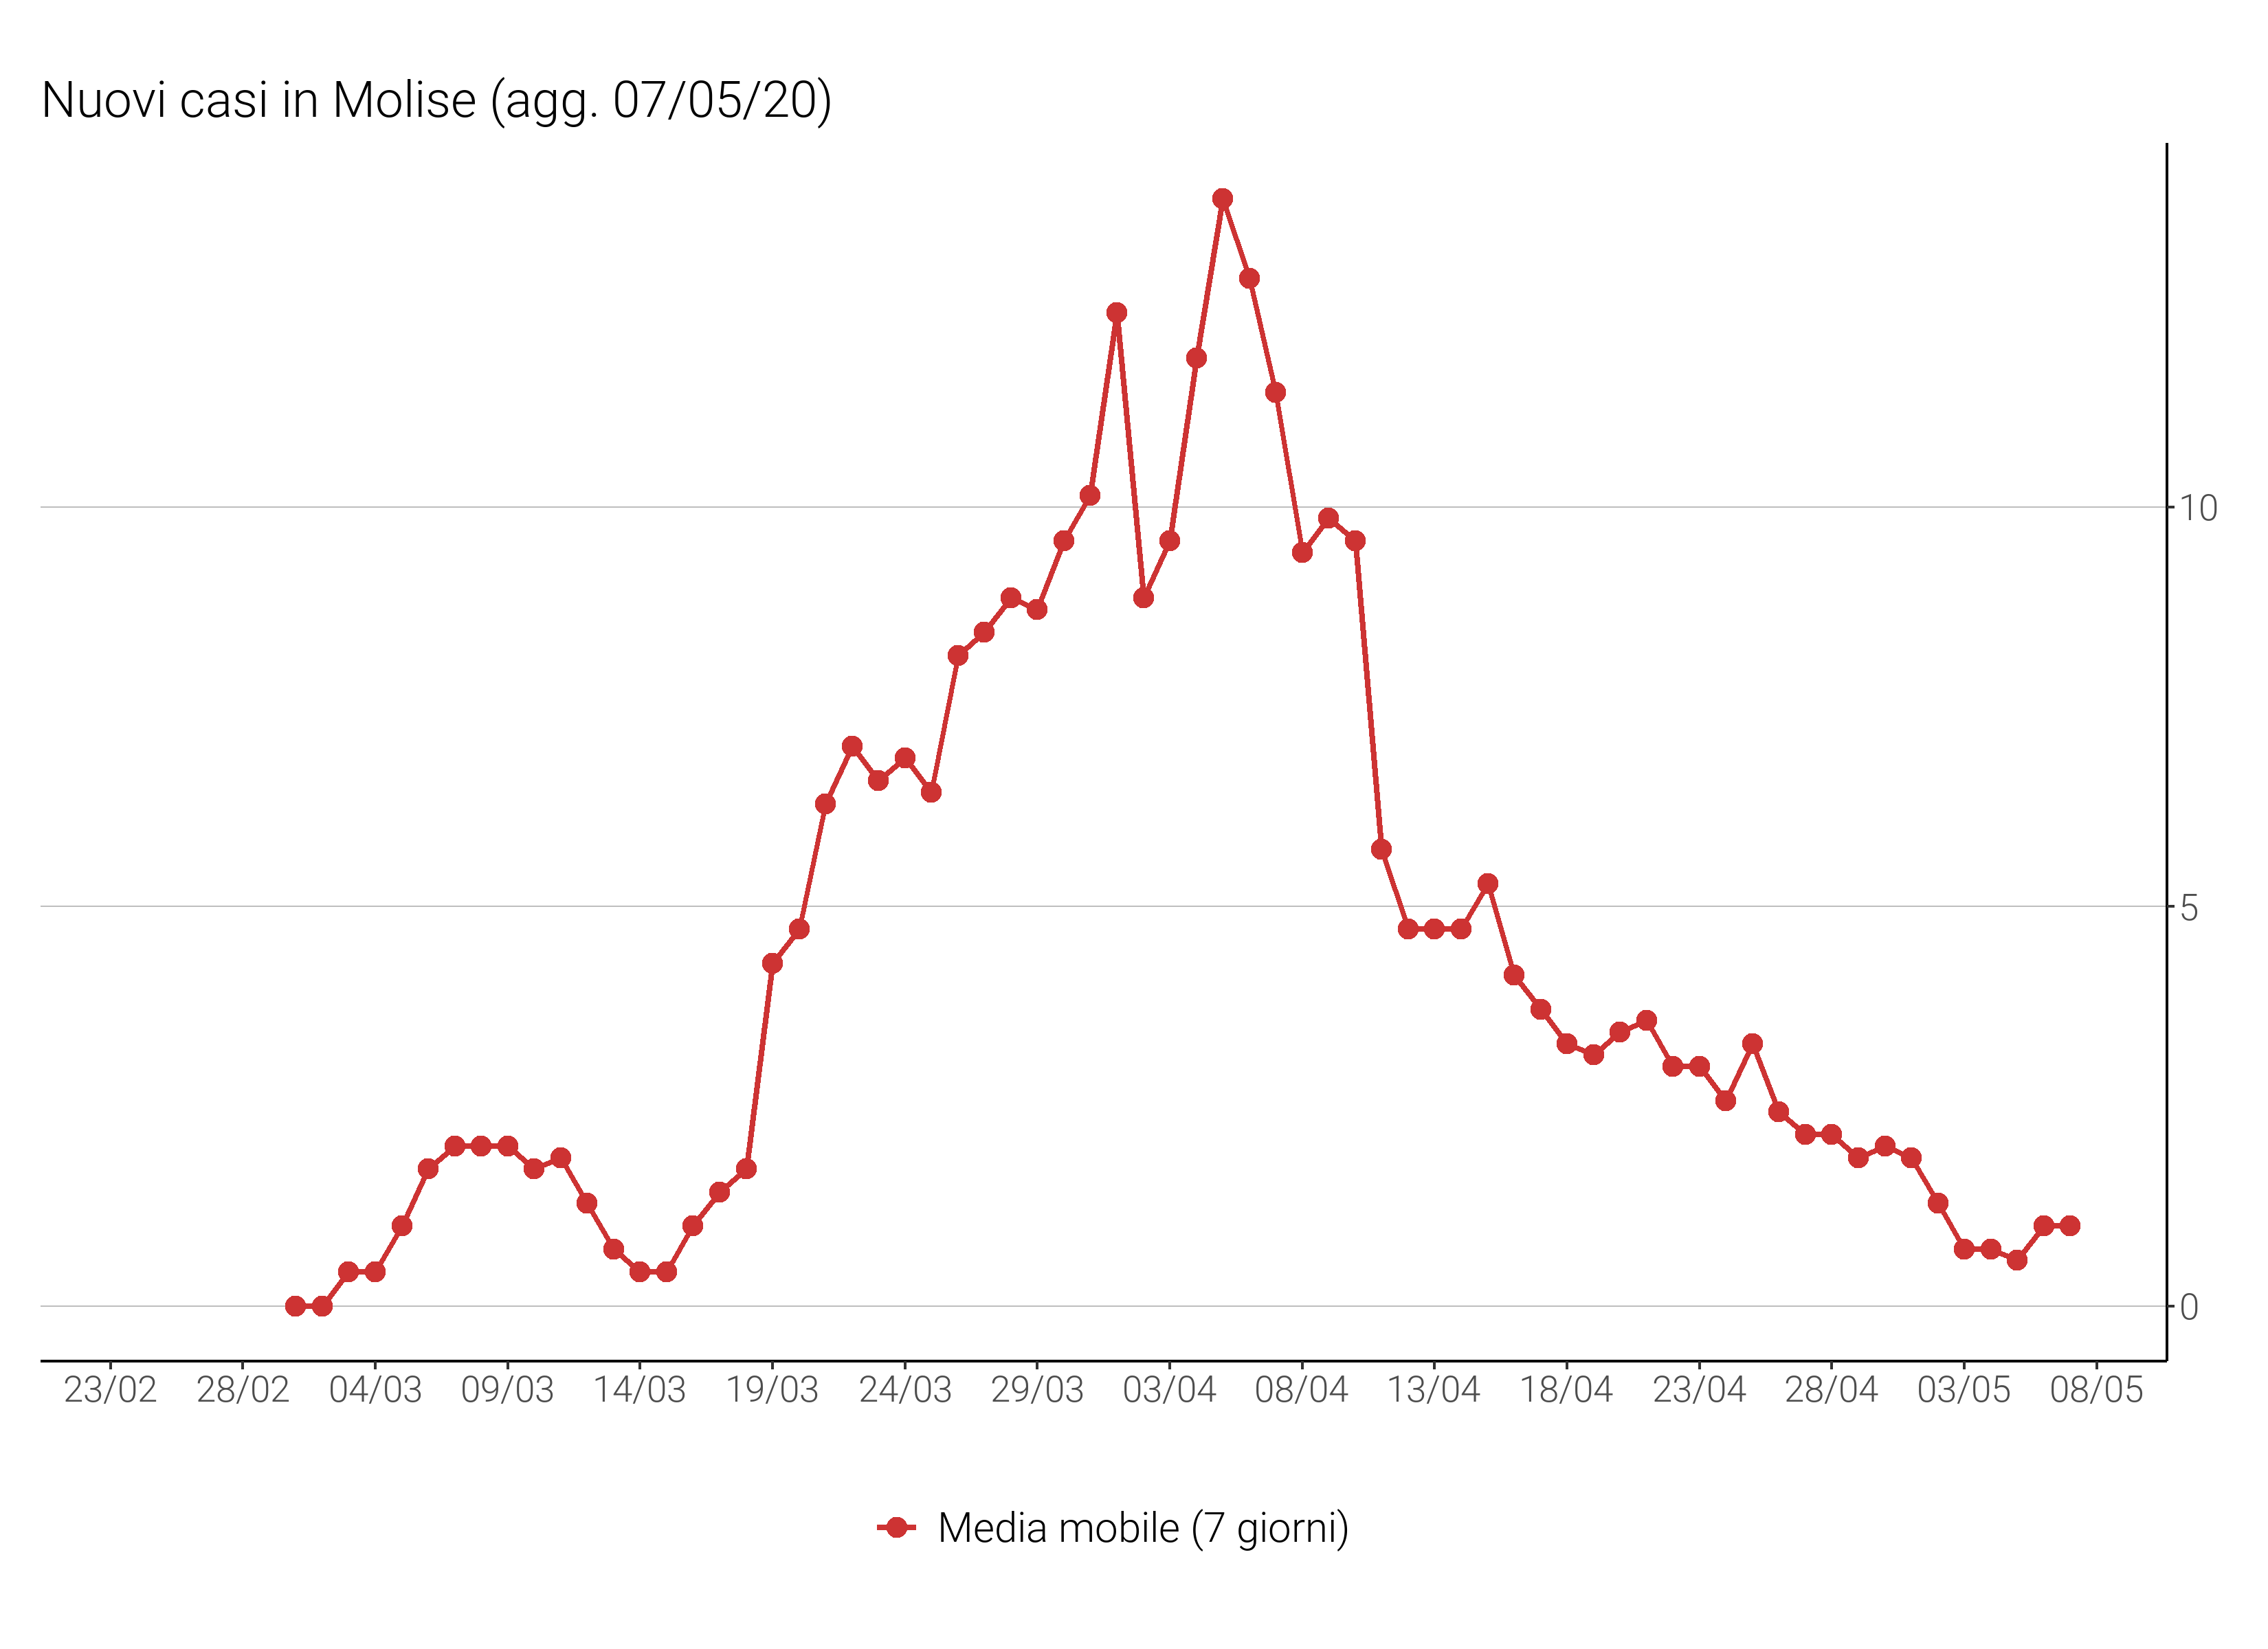 Nuovi casi in Molise (agg. 07/05/20)
10
5
0
23/02 28/02 04/03 09/03 14/03 19/03 24/03 29/03 03/04 08/04 13/04 18/04 23/04 28/04 03/05 08/05
Media mobile (7 giorni)